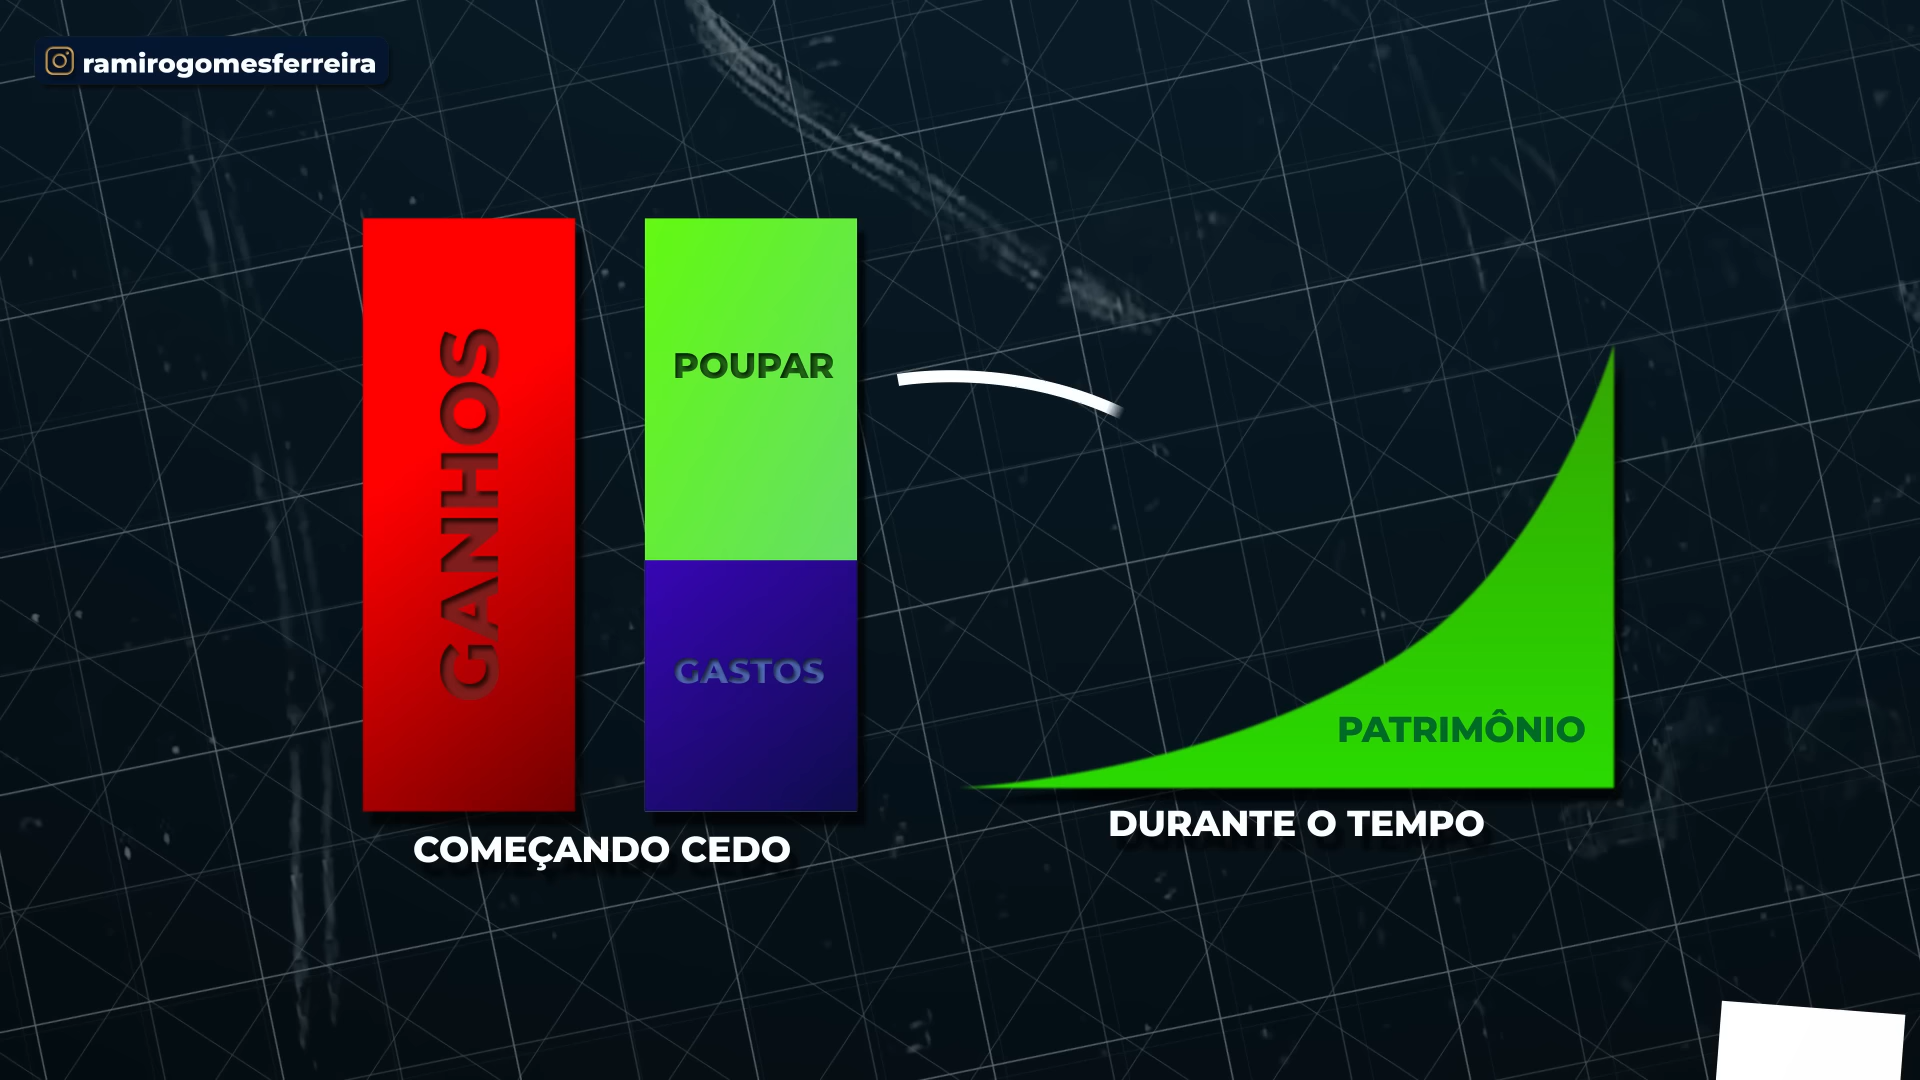 ramirogomesferreira
GANHOS
POUPAR
GASTOS
COMEÇANDO CEDO
PATRIMÔNIO
DURANTE O TEMPO